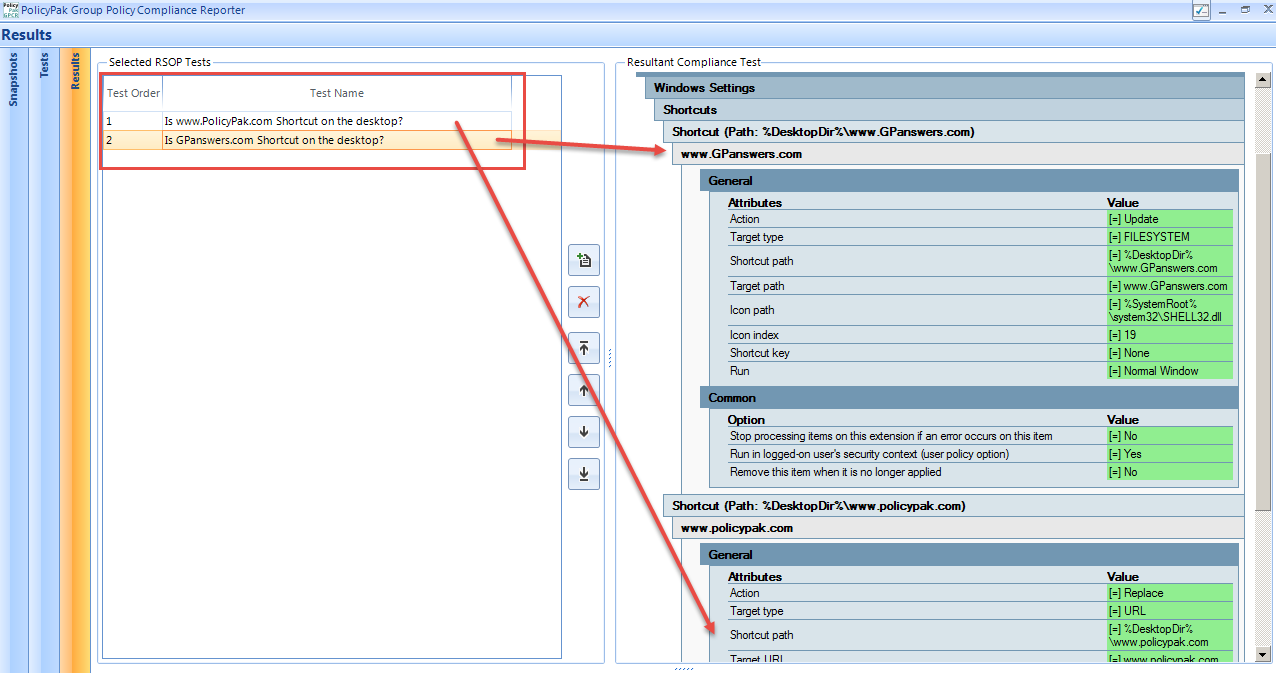 Policy Pak GPCR PolicyPak Group Policy Compliance Reporter
Results
Snapshots
Tests
Results
Selected RSOP Tests
Test Order Test Name
1 Is www.PolicyPak.com Shortcut on the desktop?
2 Is GPanswers.com Shortcut on the desktop?
Resultant Compliance Test
Windows Settings
Shortcuts
Shortcut (Path: %DesktopDir%\www.GPanswers.com)
www.GPanswers.com
General
Attributes Value
Action [=] Update
Target type [=] FILESYSTEM
Shortcut path [=] %DesktopDir%
\www.GPanswers.com
Target path [=] www.GPanswers.com
Icon path [=] %SystemRoot%
\system32\SHELL32.dll
Icon index [=] 19
Shortcut key [=] None
Run [=] Normal Window
Common
Option Value
Stop processing items on this extension if an error occurs on this item [=] No
Run in logged-on user's security context (user policy option) [=] Yes
Remove this item when it is no longer applied [=] No
Shortcut (Path: %DesktopDir%\www.policypak.com)
www.policypak.com
General
Attributes Value
Action [=] Replace
Target type [=] URL
Shortcut path [=] %DesktopDir%
\www.policypak.com
Target URL [=] www.policypak.com